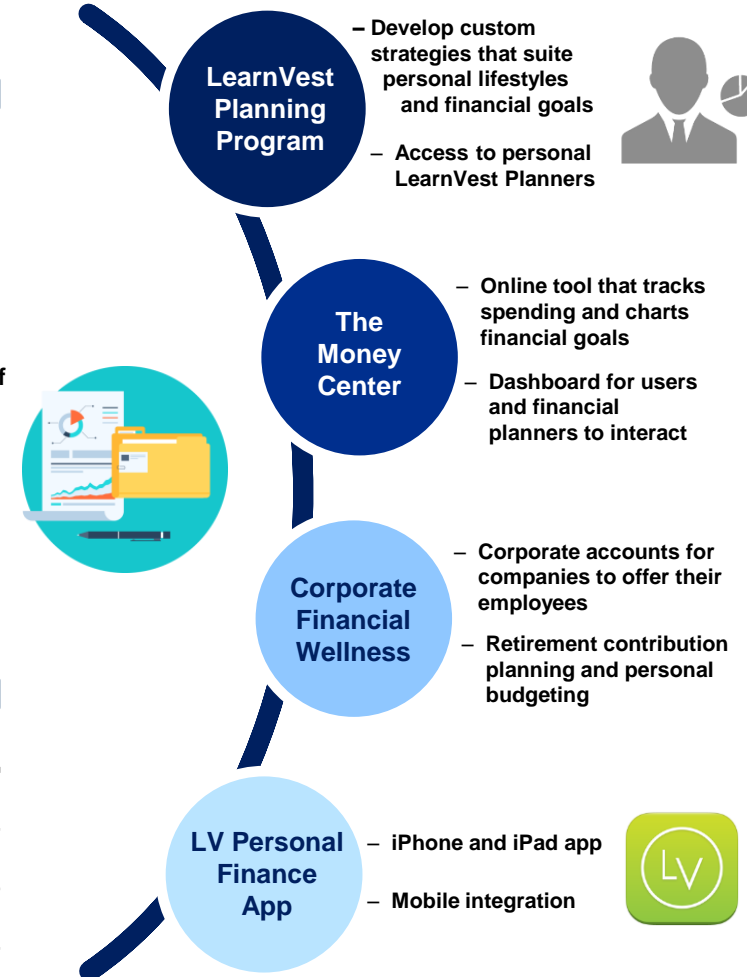 LearnVest
Planning
Program
– Develop custom
strategies that suite
personal lifestyles
and financial goals
– Access to personal
LearnVest Planners
The
Money
Center
– Online tool that tracks
spending and charts
financial goals
– Dashboard for users
and financial
planners to interact
f
Corporate
Financial
Wellness
– Corporate accounts for
companies to offer their
employees
– Retirement contribution
planning and personal
budgeting
LV Personal
Finance
App
– iPhone and iPad app
– Mobile integration
LV